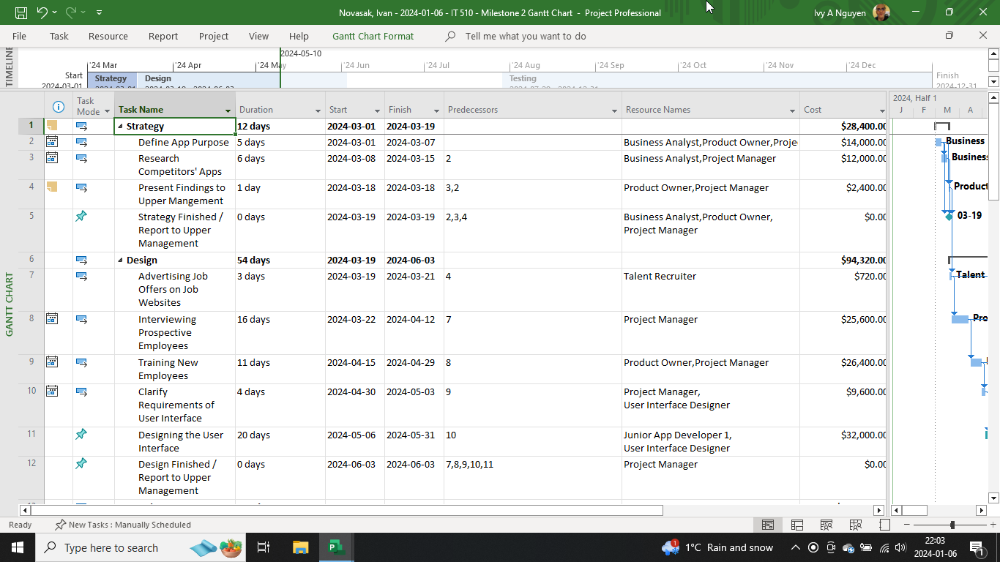 Novasak, Ivan - 2024-01-06 - IT 510 - Milestone 2 Gantt Chart - Project Professional
Ivy A Nguyen
File Task Resource Report Project View Help Gantt Chart Format Tell me what you want to do
TIMELINE
2024-05-10
'24 Mar '24 Apr '24 May '24 Jun '24 Jul '24 Aug '24 Sep '24 Oct '24 Nov '24 Dec
Start
2024-03-01
Strategy
Design
2024-03-19 - 2024-06-03
Testing
Finish
2024-12-31
Task Mode Task Name Duration Start Finish Predecessors Resource Names Cost
2024, Half 1
J F M A
GANTT CHART
1 Strategy 12 days 2024-03-01 2024-03-19 $28,400.00
2 Define App Purpose 5 days 2024-03-01 2024-03-07 Business Analyst,Product Owner,Proje $14,000.00 Business
3 Research 6 days 2024-03-08 2024-03-15 2 Business Analyst,Project Manager $12,000.00 Busines
Competitors' Apps
4 Present Findings to 1 day 2024-03-18 2024-03-18 3,2 Product Owner,Project Manager $2,400.00 Product
Upper Mangement
5 Strategy Finished / 0 days 2024-03-19 2024-03-19 2,3,4 Business Analyst,Product Owner, $0.00 03-19
Report to Upper Project Manager
Management
6 Design 54 days 2024-03-19 2024-06-03 $94,320.00
7 Advertising Job 3 days 2024-03-19 2024-03-21 4 Talent Recruiter $720.00 Talent
Offers on Job
Websites
8 Interviewing 16 days 2024-03-22 2024-04-12 7 Project Manager $25,600.00 Pro
Prospective
Employees
9 Training New 11 days 2024-04-15 2024-04-29 8 Product Owner,Project Manager $26,400.00
Employees
10 Clarify 4 days 2024-04-30 2024-05-03 9 Project Manager, $9,600.00
Requirements of User Interface Designer
User Interface
11 Designing the User 20 days 2024-05-06 2024-05-31 10 Junior App Developer 1, $32,000.00
Interface User Interface Designer
12 Design Finished / 0 days 2024-06-03 2024-06-03 7,8,9,10,11 Project Manager $0.00
Report to Upper
Management
Ready New Tasks : Manually Scheduled
Type here to search
1 1°C Rain and snow
22:03
2024-01-06
1